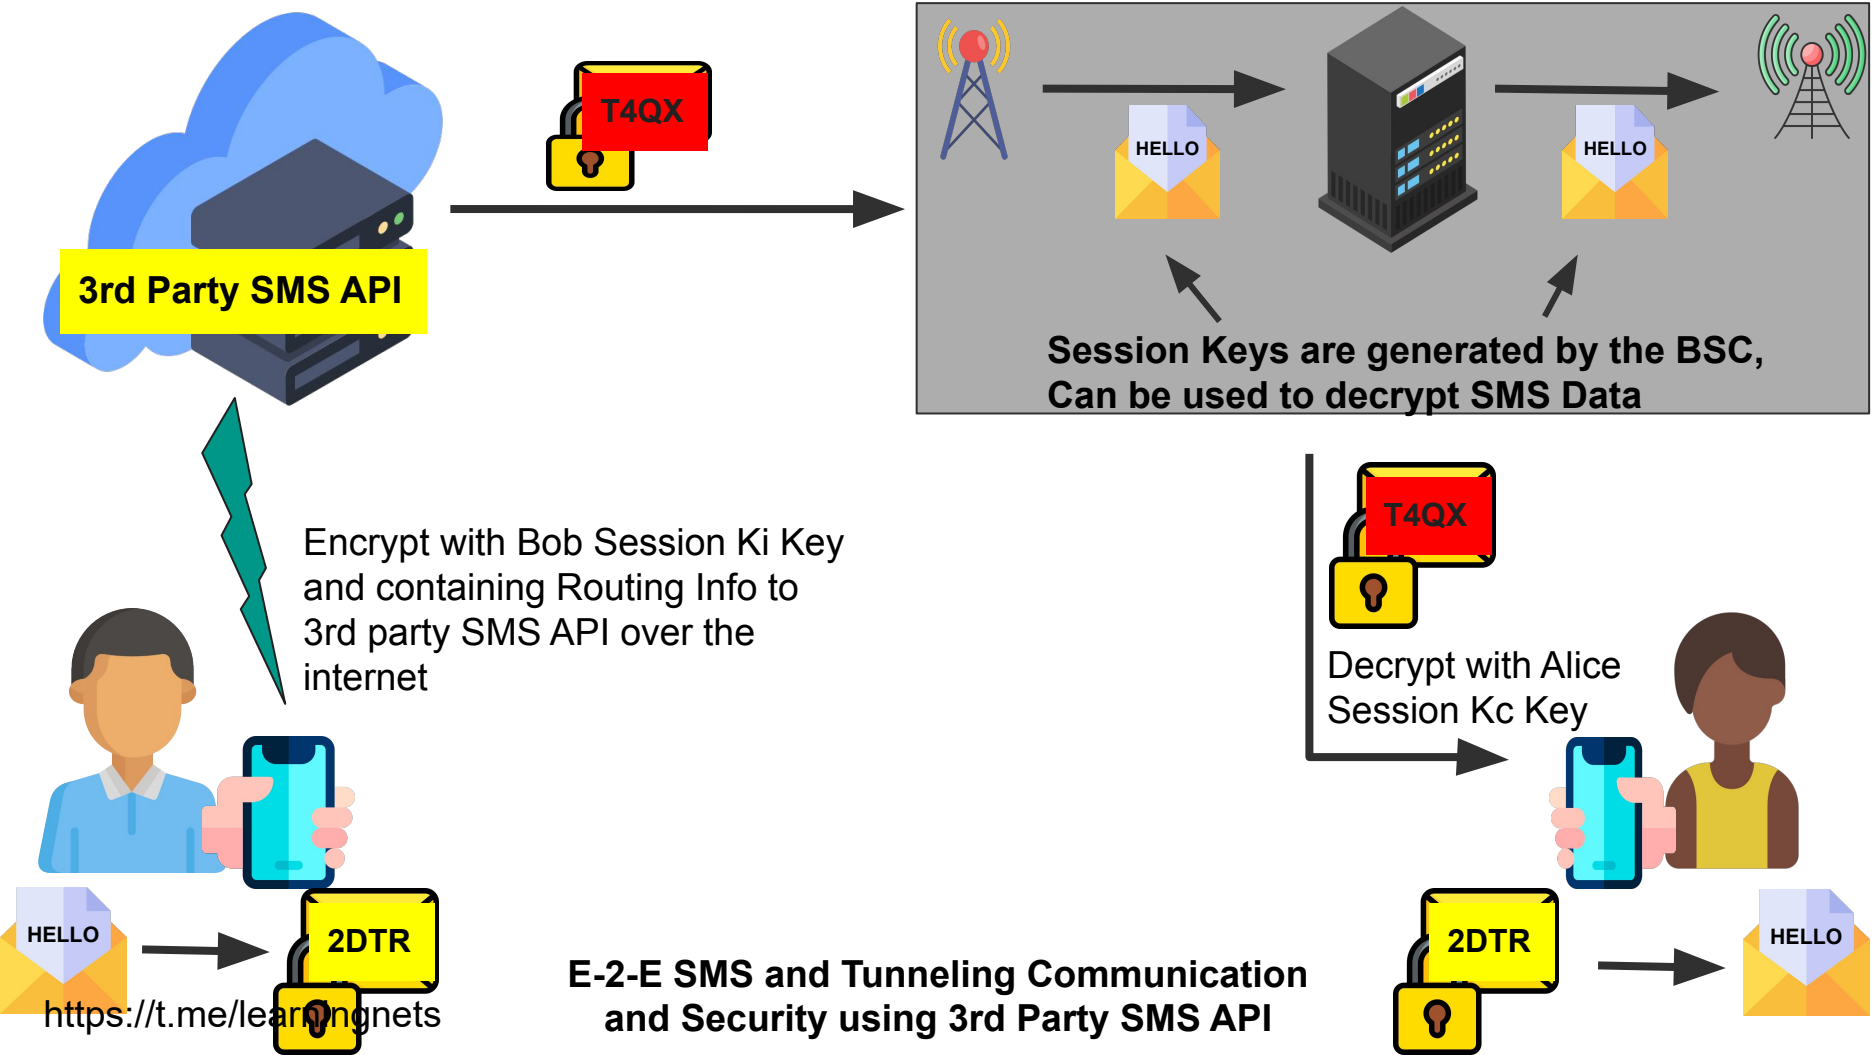 T4QX
HELLO
HELLO
3rd Party SMS API
Session Keys are generated by the BSC,
Can be used to decrypt SMS Data
T4QX
Encrypt with Bob Session Ki Key
and containing Routing Info to
3rd party SMS API over the
internet
Decrypt with Alice
Session Kc Key
HELLO
2DTR
2DTR
HELLO
E-2-E SMS and Tunneling Communication
and Security using 3rd Party SMS API
https://t.me/learningnets